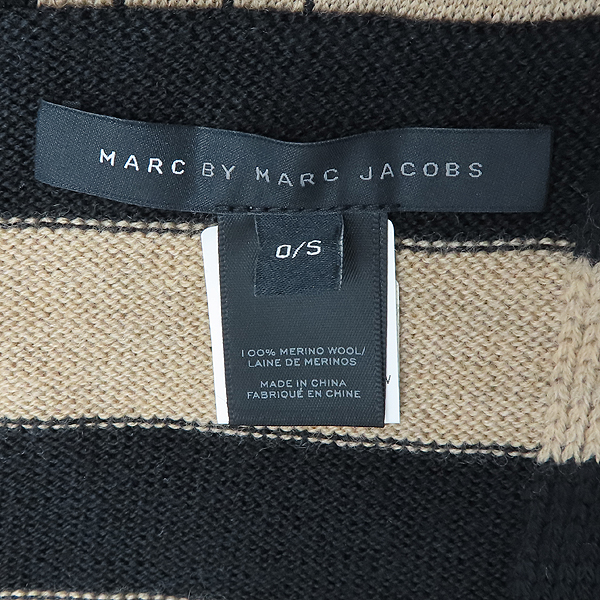 MARC BY MARC JACOBS
O/S
100% MERINO WOOL/
LAINE DE MERINOS
MADE IN CHINA
FABRIQUÉ EN CHINE